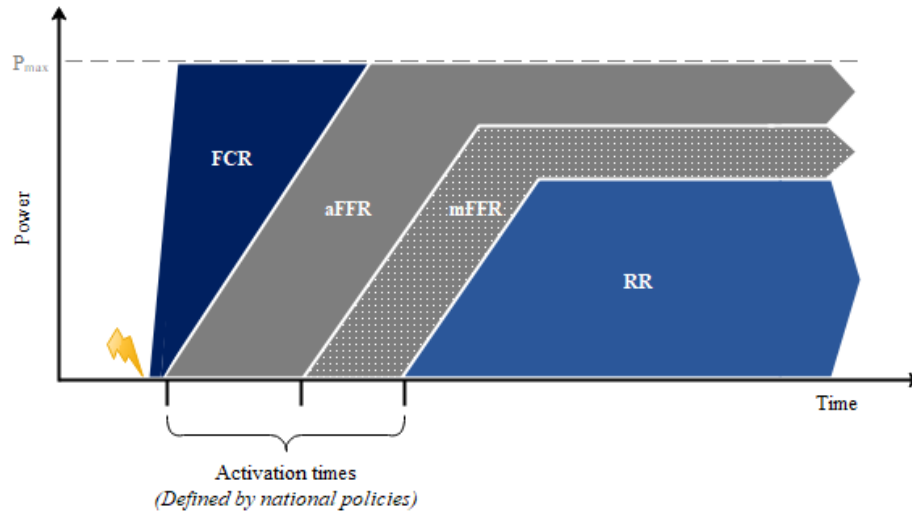 Pmax
FCR
aFFR
mFFR
RR
Power
Time
Activation times
(Defined by national policies)